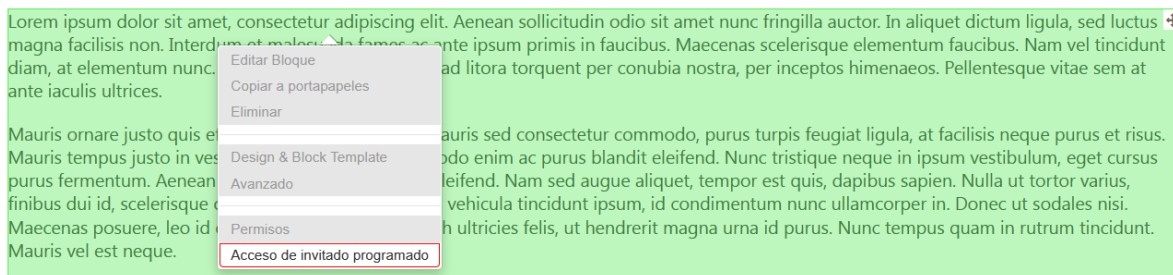 Lorem ipsum dolor sit amet, consectetur adipiscing elit. Aenean sollicitudin odio sit amet nunc fringilla auctor. In aliquet dictum ligula, sed luctus
magna facilisis non. Interdum et malesuada fames ac ante ipsum primis in faucibus. Maecenas scelerisque elementum faucibus. Nam vel tincidunt
diam, at elementum nunc. ad litora torquent per conubia nostra, per inceptos himenaeos. Pellentesque vitae sem at
ante iaculis ultrices.
Mauris ornare justo quis auris sed consectetur commodo, purus turpis feugiat ligula, at facilisis neque purus et risus.
Mauris tempus justo in enim ac purus blandit eleifend. Nunc tristique neque in ipsum vestibulum, eget cursus
purus fermentum. Aenean eifend. Nam sed augue aliquet, tempor est quis, dapibus sapien. Nulla ut tortor varius,
finibus dui id, scelerisque vehicula tincidunt ipsum, id condimentum nunc ullamcorper in. Donec ut sodales nisi.
Maecenas posuere, leo id ultricies felis, ut hendrerit magna urna id purus. Nunc tempus quam in rutrum tincidunt.
Mauris vel est neque.
Editar Bloque
Copiar a portapapeles
Eliminar
Design & Block Template
Avanzado
Permisos
Acceso de invitado programado